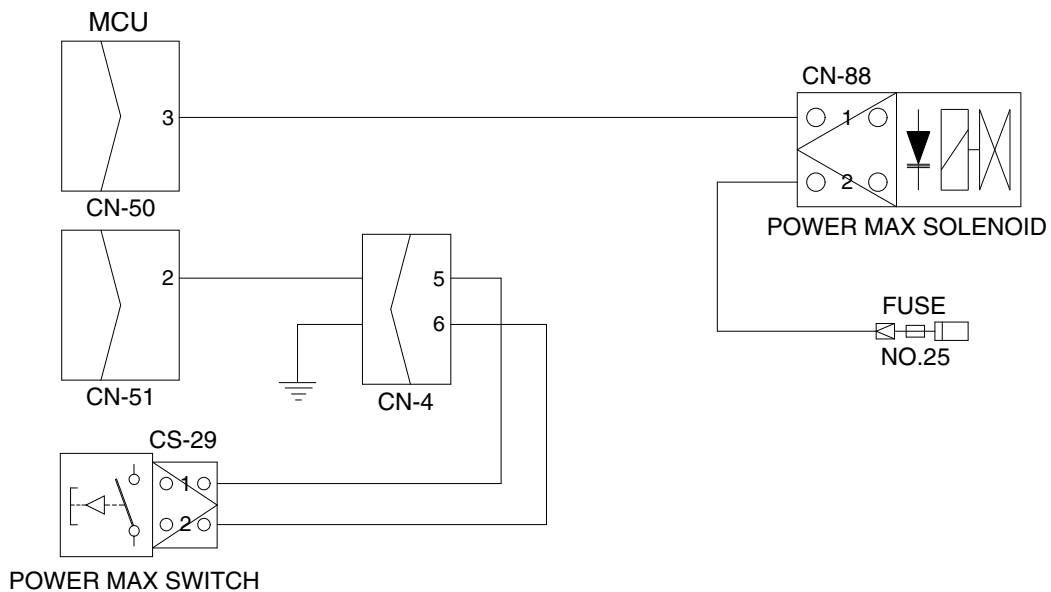 MCU
3
CN-50
CN-88
1
2
POWER MAX SOLENOID
2
CN-51
5
6
CN-4
FUSE
NO.25
CS-29
1
2
POWER MAX SWITCH